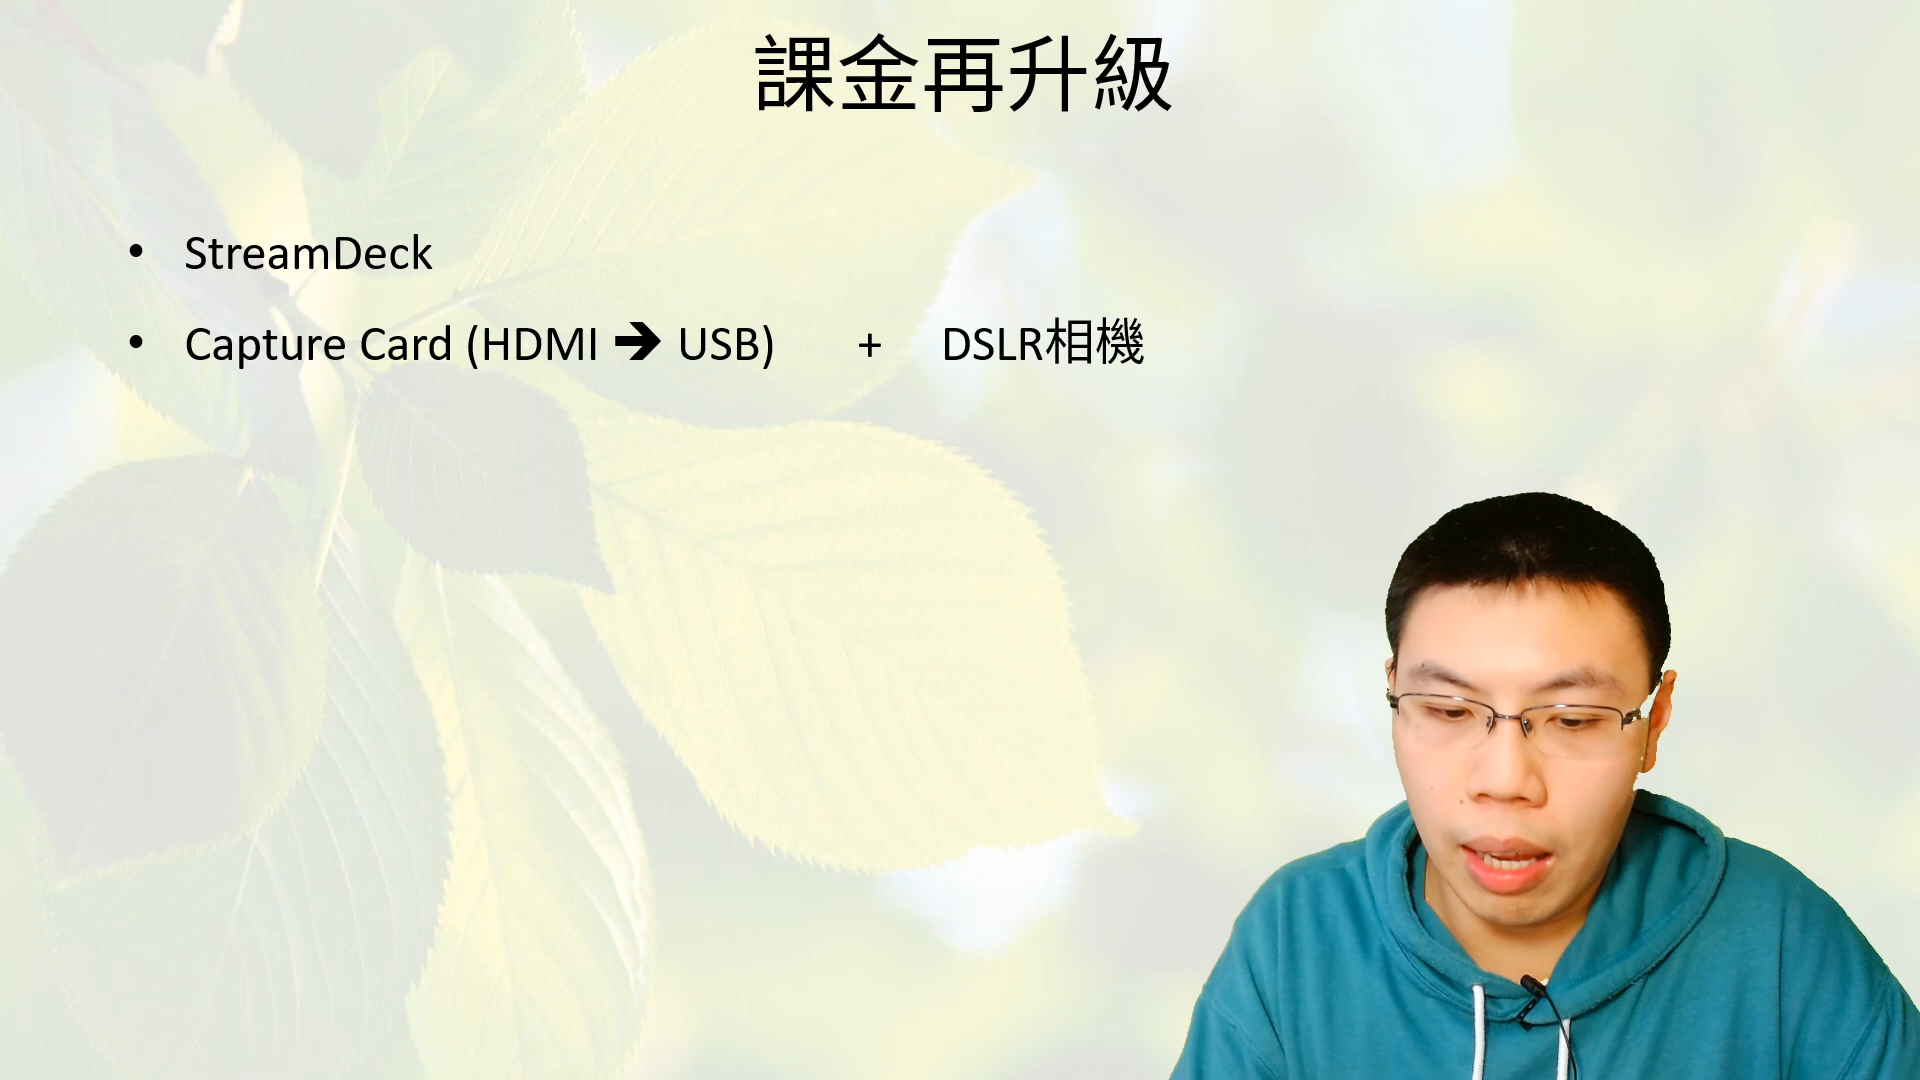 課金再升級
• StreamDeck
• Capture Card (HDMI 🡺 USB) + DSLR相機